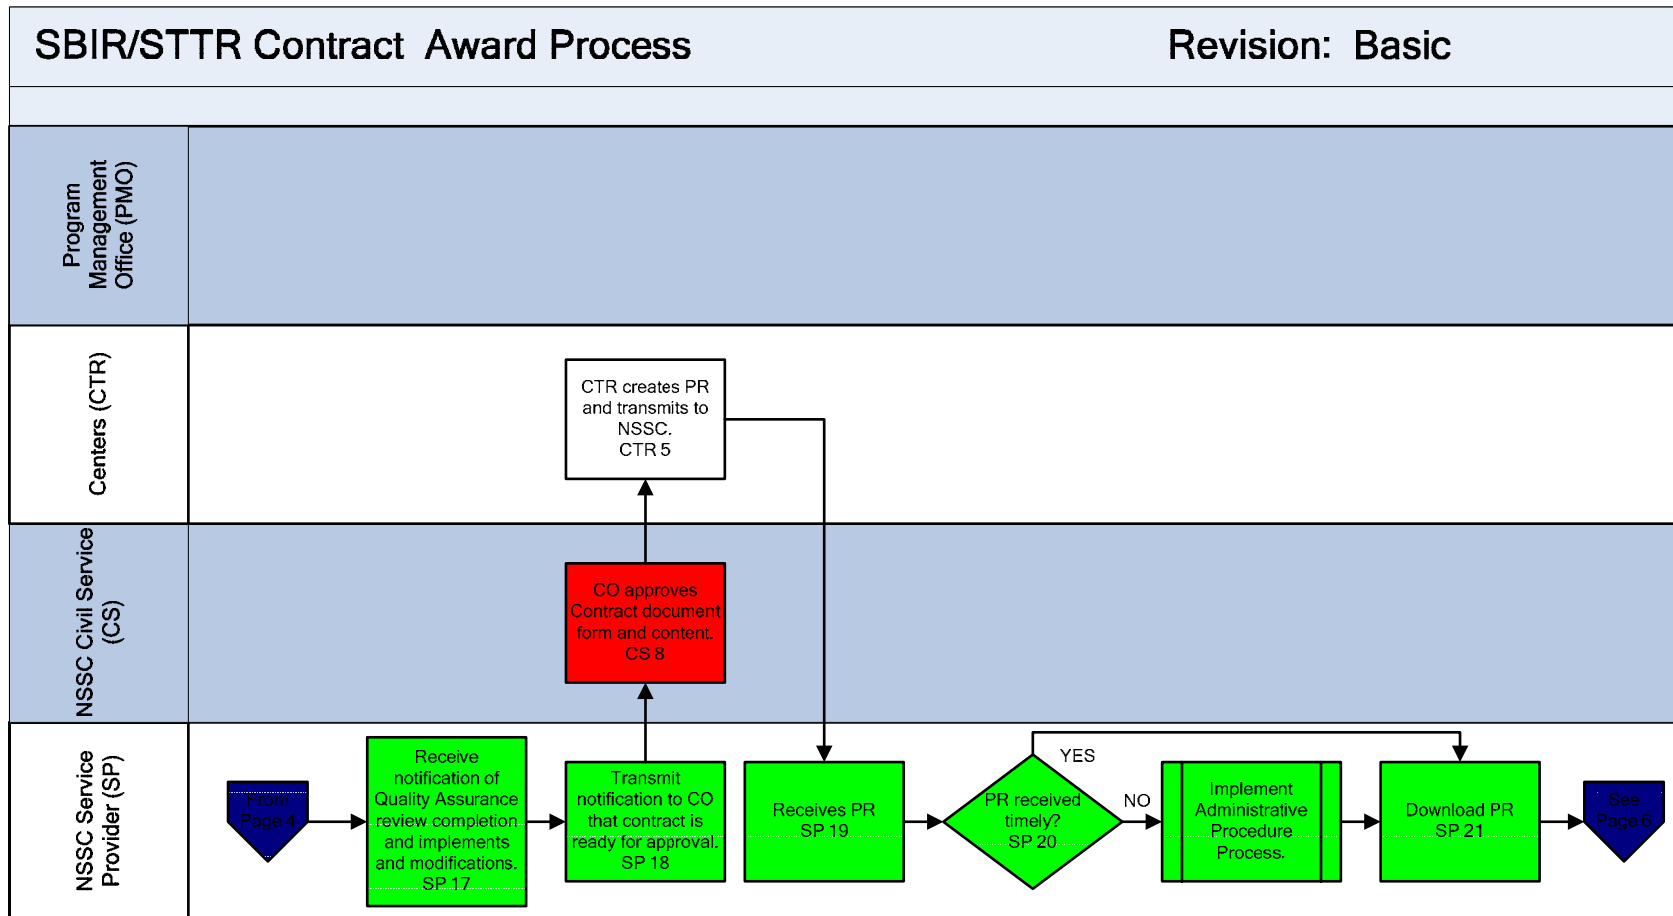 SBIR/STTR Contract Award Process
Revision: Basic
Program
Management
Office (PMO)
Centers (CTR)
CTR creates PR
and transmits to
NSSC.
CTR 5
NSSC Civil Service
(CS)
CO approves
Contract document
form and content.
CS 8
NSSC Service
Provider (SP)
From
Page 4
Receive
notification of
Quality Assurance
review completion
and implements
and modifications.
SP 17
Transmit
notification to CO
that contract is
ready for approval.
SP 18
Receives PR
SP 19
PR received
timely?
SP 20
YES
NO
Implement
Administrative
Procedure
Process.
Download PR
SP 21
See
Page 6